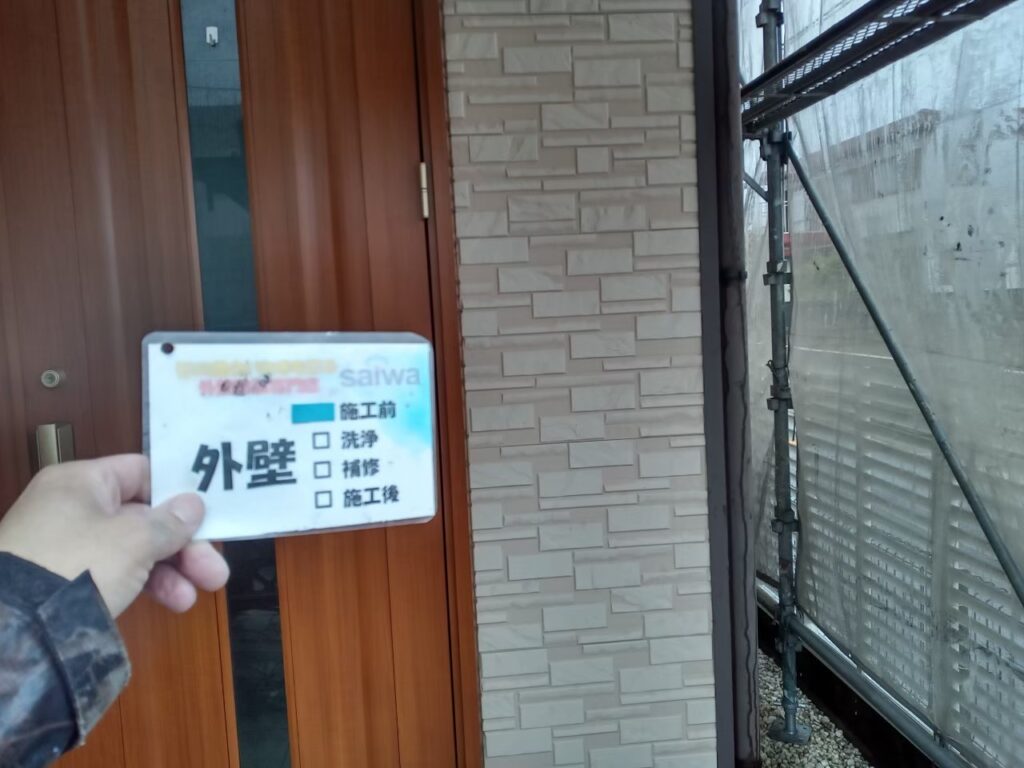 saiwa
施工前
外壁
洗浄
補修
施工後